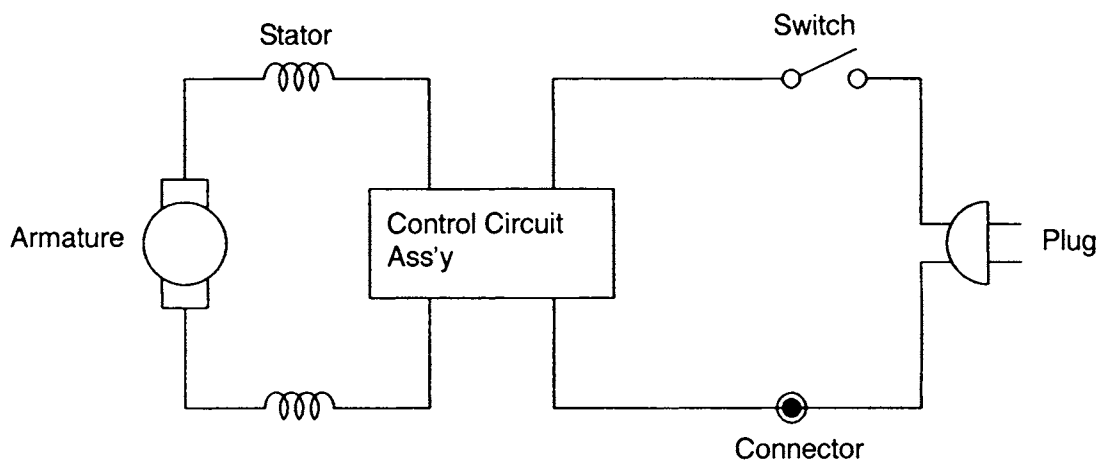 Stator
Switch
Armature
Control Circuit
Ass'y
Plug
Connector